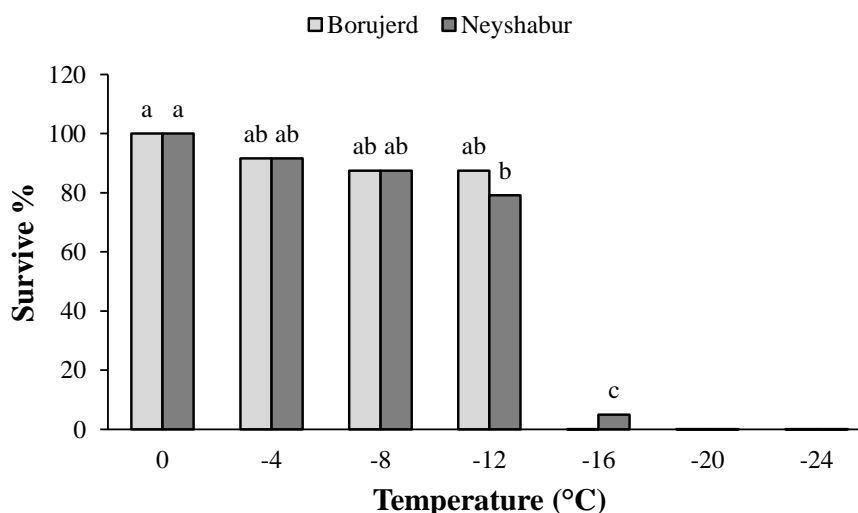 Borujerd Neyshabur
120
100
80
60
40
20
0
a a
ab ab
ab ab
ab
b
c
0 -4 -8 -12 -16 -20 -24
Survive %
Temperature (°C)